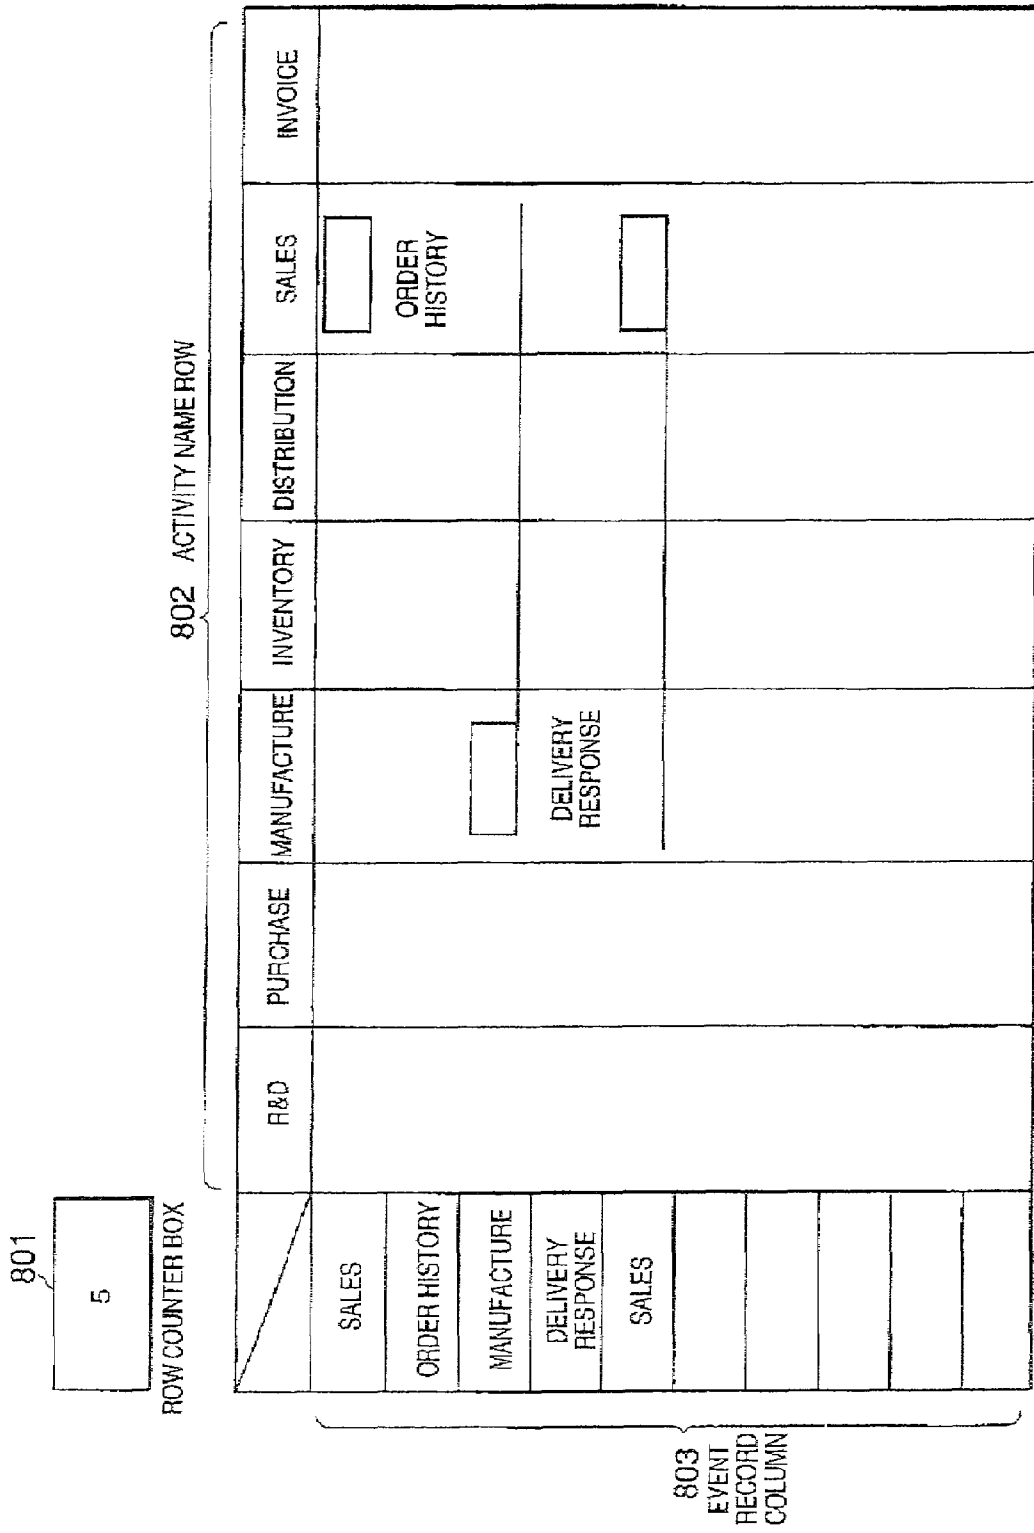 801
5
ROW COUNTER BOX
802 ACTIVITY NAME ROW
R&D
PURCHASE
MANUFACTURE
INVENTORY
DISTRIBUTION
SALES
INVOICE
803
EVENT
RECORD
COLUMN
SALES
ORDER HISTORY
MANUFACTURE
DELIVERY
RESPONSE
SALES
ORDER
HISTORY
DELIVERY
RESPONSE